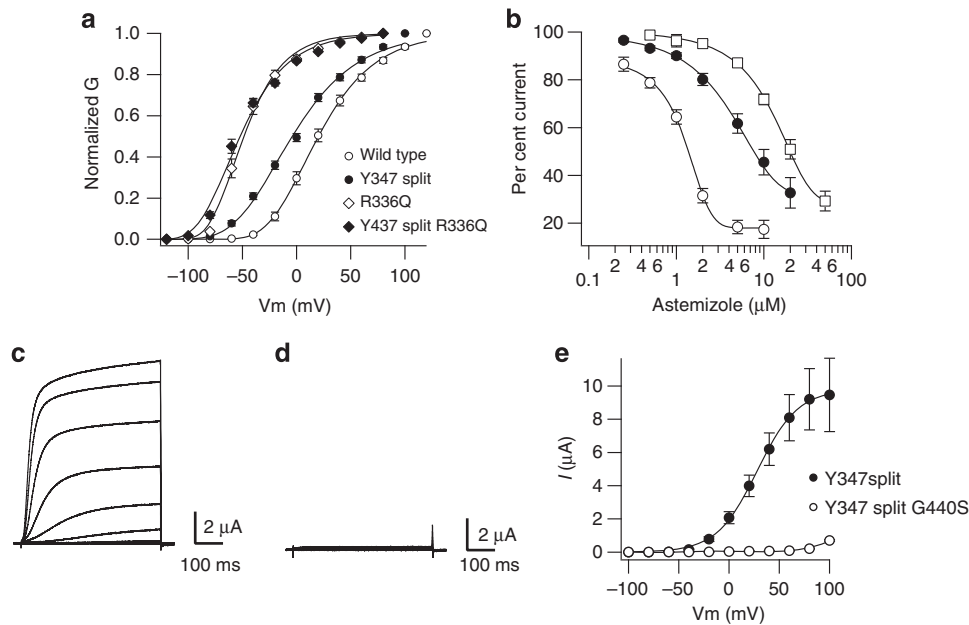 a
Normalized G
1.0
0.8
0.6
0.4
0.2
0.0
−100 −50 0 50 100
Vm (mV)
Wild type
Y347 split
R336Q
Y437 split R336Q
b
Per cent current
100
80
60
40
20
2 4 6 2 4 6 2 4 6
0.1 1 10 100
Astemizole (μM)
c
2 μA
100 ms
d
2 μA
100 ms
e
I (μA)
10
8
6
4
2
0
−100 −50 0 50 100
Vm (mV)
Y347split
Y347 split G440S